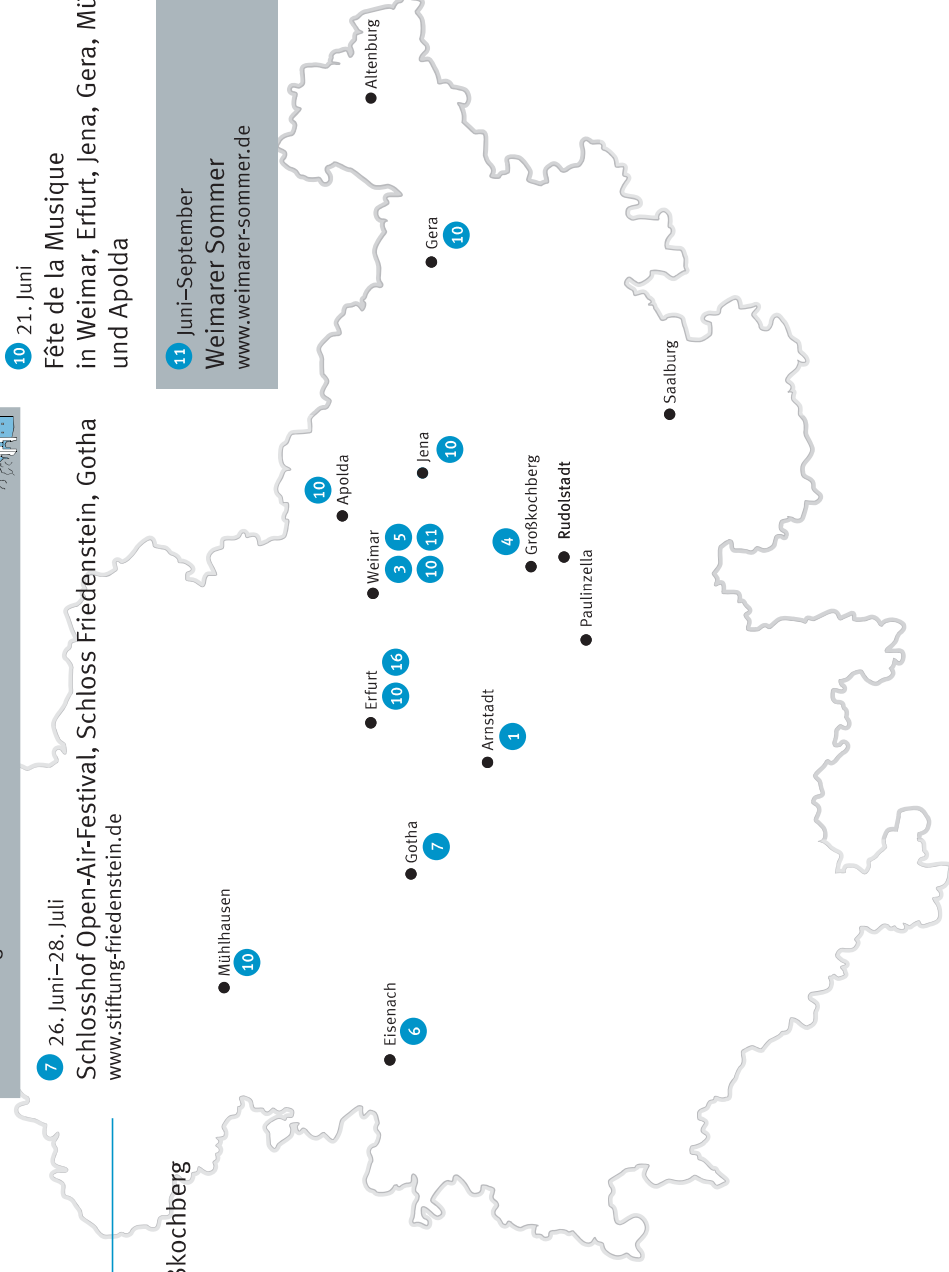 10 21. Juni
Fête de la Musique
in Weimar, Erfurt, Jena, Gera,
und Apolda
11 Juni–September
Weimarer Sommer
www.weimarer-sommer.de
7 26. Juni–28. Juli
Schlosshof Open-Air-Festival, Schloss Friedenstein, Gotha
www.stiftung-friedenstein.de
Altenburg
Gera
10
Saalburg
Jena
10
Apolda
10
Weimar
3 5
10 11
4
Großkochberg
Rudolstadt
Paulinzella
Erfurt
10 16
Arnstadt
1
Gotha
7
Mühlhausen
10
Eisenach
6
ßkochberg